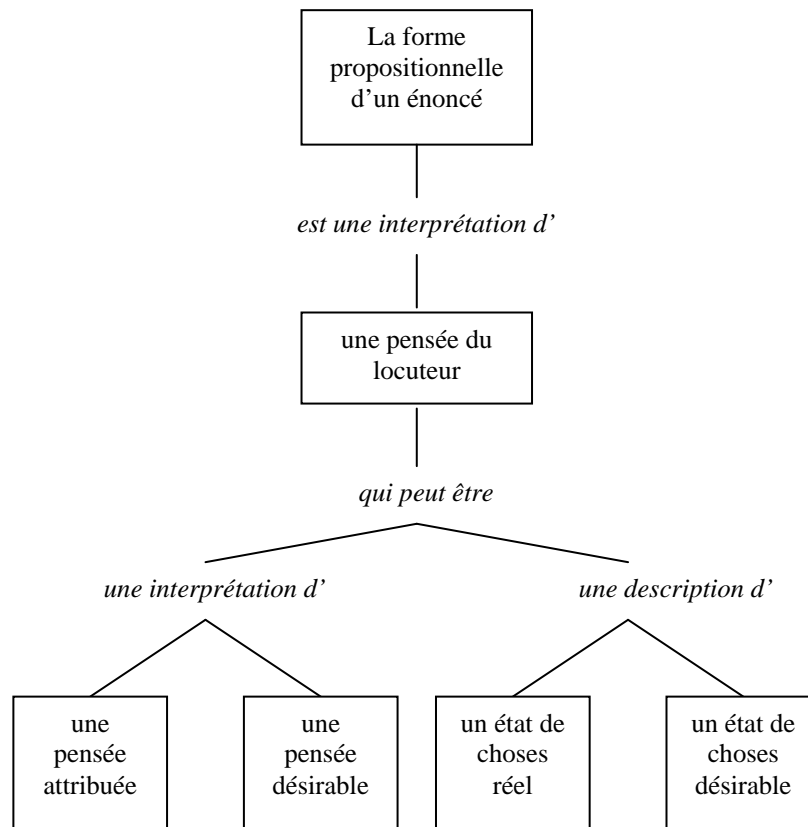 La forme
propositionnelle
d'un énoncé
est une interprétation d'
une pensée du
locuteur
qui peut être
une interprétation d'
une description d'
une
pensée
attribuée
une
pensée
désirable
un état de
choses
réel
un état de
choses
désirable